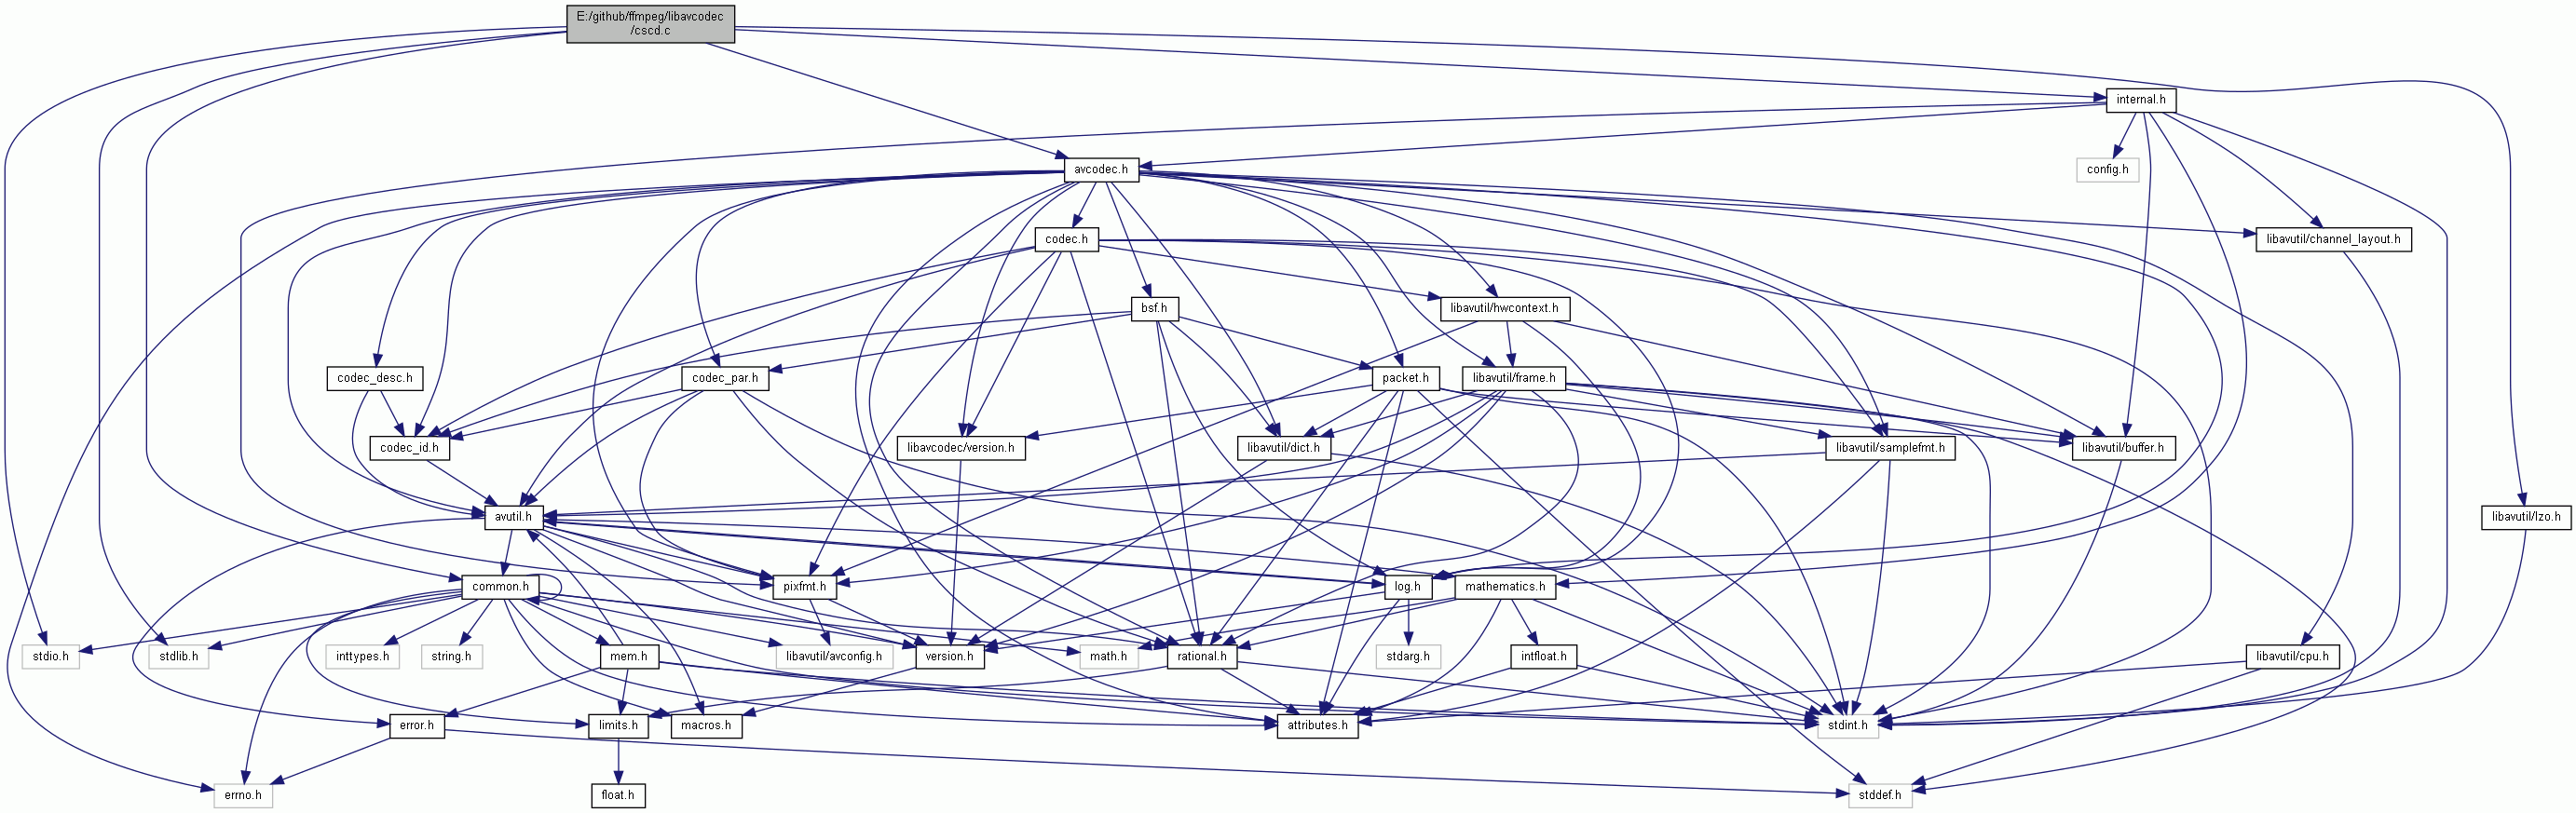 E:/github/ffmpeg/libavcodec
/cscd.c
internal.h
avcodec.h
config.h
codec.h
libavutil/channel_layout.h
bsf.h
libavutil/hwcontext.h
codec_desc.h
codec_par.h
packet.h
libavutil/frame.h
codec_id.h
libavcodec/version.h
libavutil/dict.h
libavutil/samplefmt.h
libavutil/buffer.h
avutil.h
libavutil/lzo.h
common.h
pixfmt.h
log.h
mathematics.h
stdio.h
stdlib.h
inttypes.h
string.h
mem.h
libavutil/avconfig.h
version.h
math.h
rational.h
stdarg.h
intfloat.h
libavutil/cpu.h
error.h
limits.h
macros.h
attributes.h
stdint.h
errno.h
float.h
stddef.h